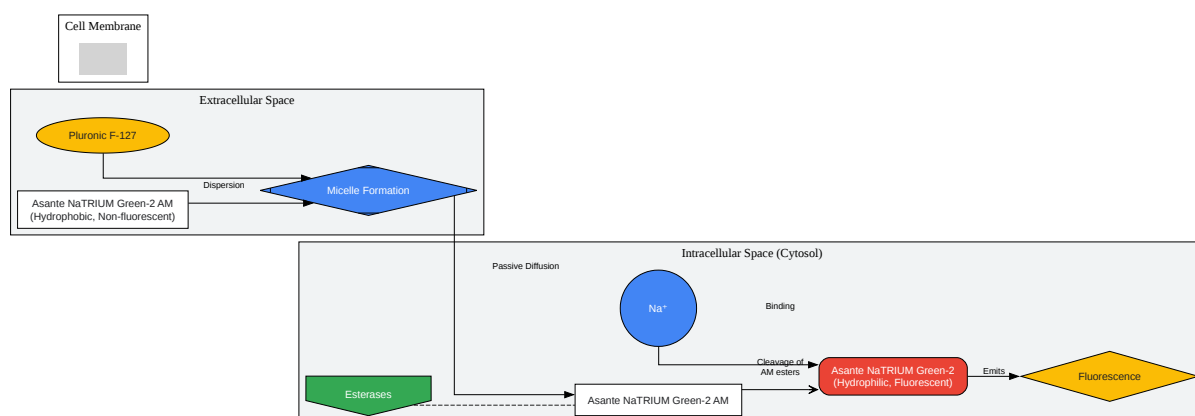 Cell Membrane
Extracellular Space
Pluronic F-127
Dispersion
Micelle Formation
Asante NaTRIUM Green-2 AM
(Hydrophobic, Non-fluorescent)
Intracellular Space (Cytosol)
Passive Diffusion
Na⁺
Binding
Cleavage of
AM esters
Asante NaTRIUM Green-2
(Hydrophilic, Fluorescent)
Emits
Fluorescence
Esterases
Asante NaTRIUM Green-2 AM